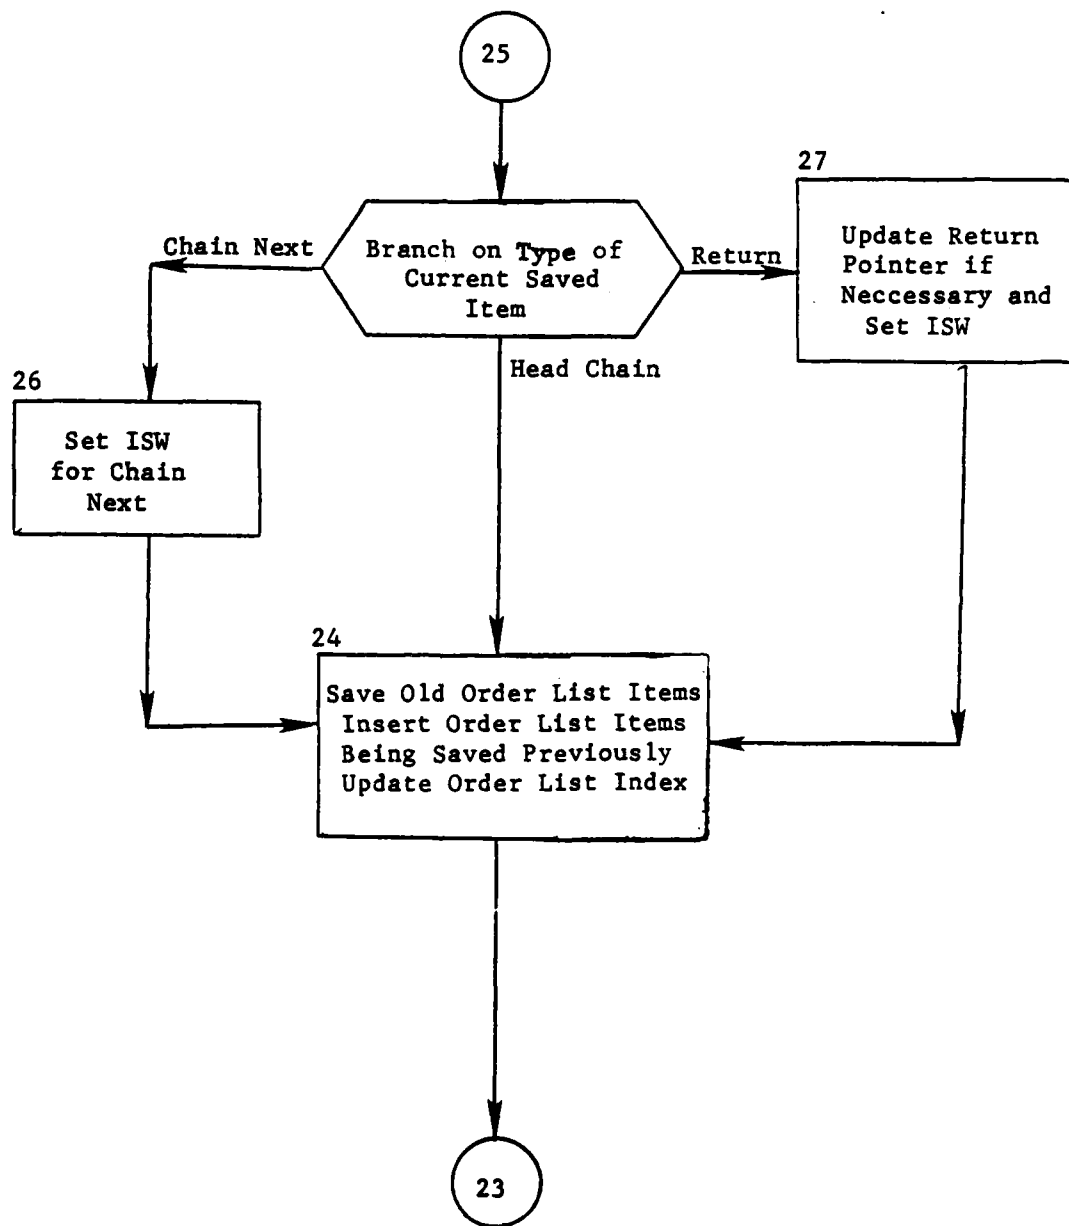 25
27
Chain Next
Branch on Type of
Current Saved
Item
Return
Update Return
Pointer if
Neccessary and
Set ISW
Head Chain
26
Set ISW
for Chain
Next
24
Save Old Order List Items
Insert Order List Items
Being Saved Previously
Update Order List Index
23